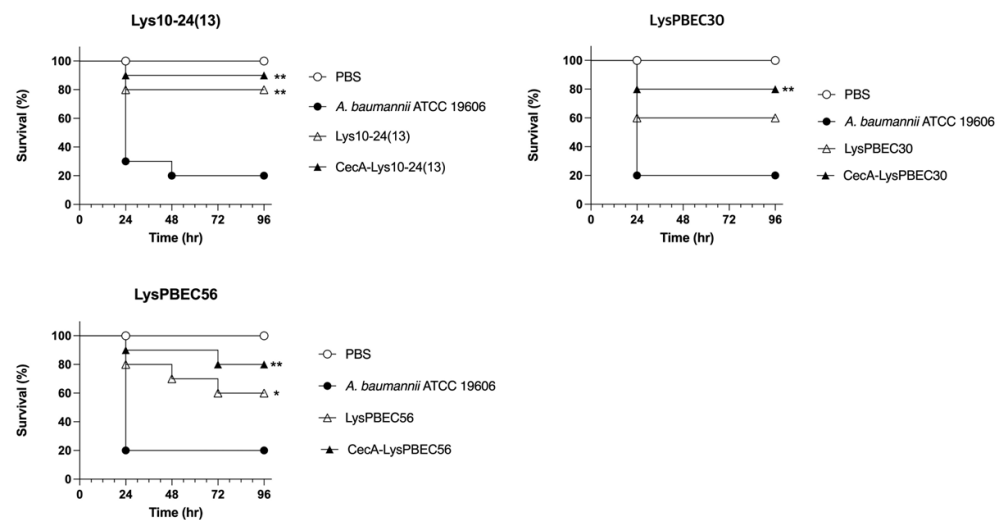 Lys10-24(13)
Survival (%)
100
80
60
40
20
0
0 24 48 72 96
Time (hr)
**
**
PBS
A. baumannii ATCC 19606
Lys10-24(13)
CecA-Lys10-24(13)
LysPBEC30
Survival (%)
100
80
60
40
20
0
0 24 48 72 96
Time (hr)
**
PBS
A. baumannii ATCC 19606
LysPBEC30
CecA-LysPBEC30
LysPBEC56
Survival (%)
100
80
60
40
20
0
0 24 48 72 96
Time (hr)
**
*
PBS
A. baumannii ATCC 19606
LysPBEC56
CecA-LysPBEC56